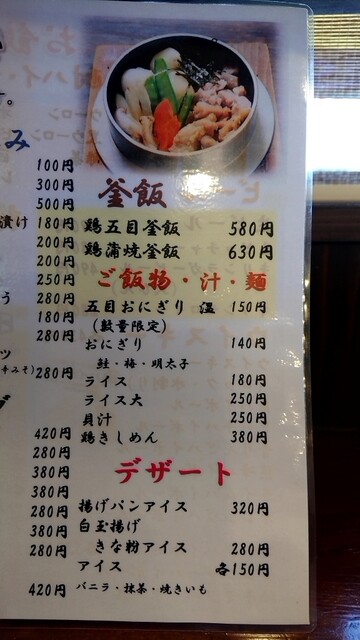 す。
み
100円
300円
500円
漬け 180円
200円
200円
250円
う 280円
180円
280円
ツ
280円
420円
280円
380円
380円
280円
380円
280円
420円
釜飯
鶏五目釜飯 580円
鶏蒲焼釜飯 630円
ご飯物・汁・麺
五目おにぎり 温 150円
(数量限定)
おにぎり 140円
鮭・梅・明太子
ライス 180円
ライス大 250円
貝汁 250円
鶏きしめん 380円
デザート
揚げパンアイス 320円
白玉揚げ
きな粉アイス 280円
アイス 各150円
バニラ・抹茶・焼きいも